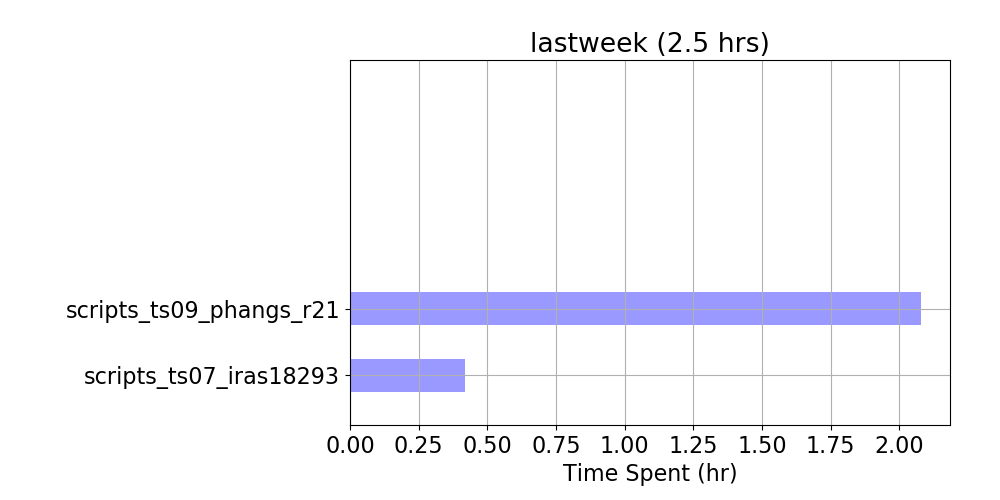 lastweek (2.5 hrs)
scripts_ts09_phangs_r21
scripts_ts07_iras18293
0.00 0.25 0.50 0.75 1.00 1.25 1.50 1.75 2.00
Time Spent (hr)